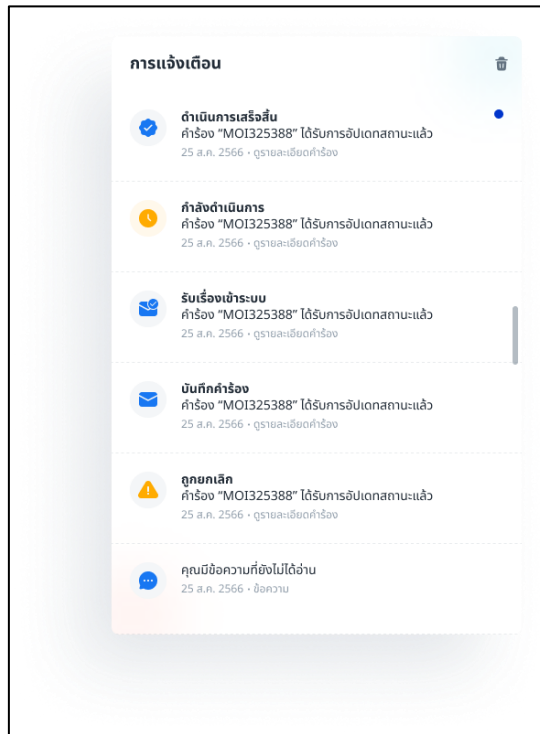 การแจ้งเตือน
ดำเนินการเสร็จสิ้น
คำร้อง “MOI325388” ได้รับการอัปเดทสถานะแล้ว
25 ส.ค. 2566 • ดูรายละเอียดคำร้อง
กำลังดำเนินการ
คำร้อง “MOI325388” ได้รับการอัปเดทสถานะแล้ว
25 ส.ค. 2566 • ดูรายละเอียดคำร้อง
รับเรื่องเข้าระบบ
คำร้อง “MOI325388” ได้รับการอัปเดทสถานะแล้ว
25 ส.ค. 2566 • ดูรายละเอียดคำร้อง
บันทึกคำร้อง
คำร้อง “MOI325388” ได้รับการอัปเดทสถานะแล้ว
25 ส.ค. 2566 • ดูรายละเอียดคำร้อง
ถูกยกเลิก
คำร้อง “MOI325388” ได้รับการอัปเดทสถานะแล้ว
25 ส.ค. 2566 • ดูรายละเอียดคำร้อง
คุณมีข้อความที่ยังไม่ได้อ่าน
25 ส.ค. 2566 • ข้อความ